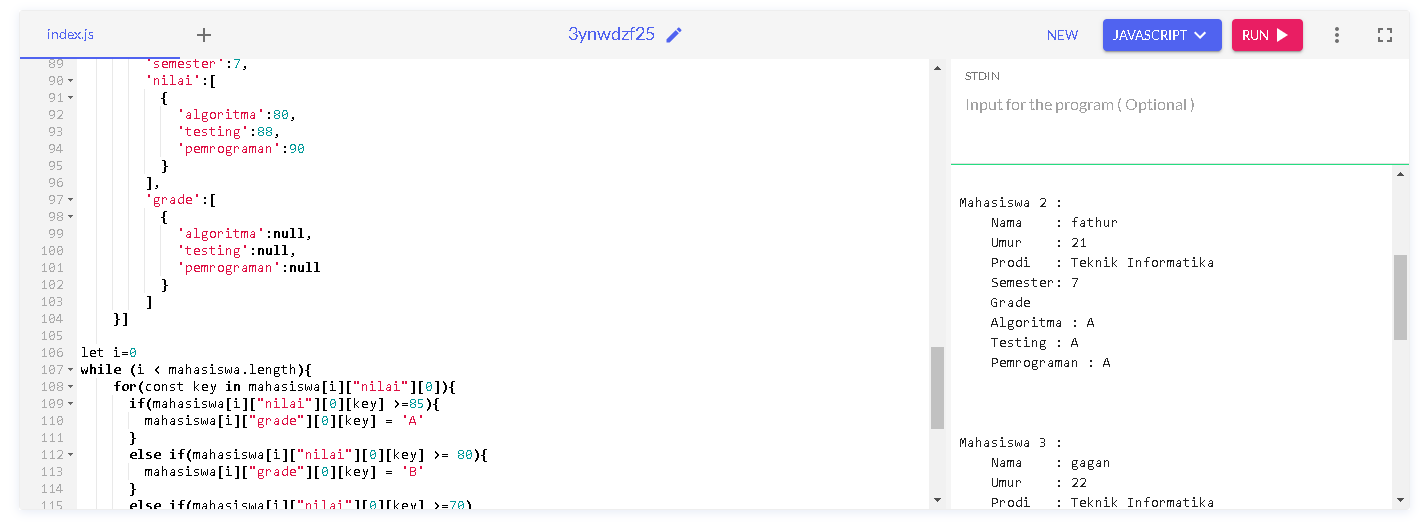 index.js
+
3ynwdzf25
NEW
JAVASCRIPT
RUN
89 'semester':7,
90 'nilai':[
91 {
92 'algoritma':80,
93 'testing':88,
94 'pemrograman':90
95 }
96 ],
97 'grade':[
98 {
99 'algoritma':null,
100 'testing':null,
101 'pemrograman':null
102 }
103 ]
104 }]
105
106 let i=0
107 while (i < mahasiswa.length){
108 for(const key in mahasiswa[i]["nilai"][0]){
109 if(mahasiswa[i]["nilai"][0][key] >=85){
110 mahasiswa[i]["grade"][0][key] = 'A'
111 }
112 else if(mahasiswa[i]["nilai"][0][key] >= 80){
113 mahasiswa[i]["grade"][0][key] = 'B'
114 }
115 else if(mahasiswa[i]["nilai"][0][key] >=70)
STDIN
Input for the program ( Optional )
Mahasiswa 2 :
Nama : fathur
Umur : 21
Prodi : Teknik Informatika
Semester: 7
Grade
Algoritma : A
Testing : A
Pemrograman : A
Mahasiswa 3 :
Nama : gagan
Umur : 22
Prodi : Teknik Informatika